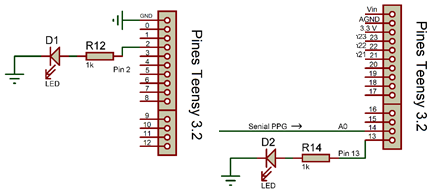 D1
LED
R12
1k
Pin 2
GND
0
1
2
3
4
5
6
7
8
9
10
11
12
Pines Teensy 3.2
Vin
AGND
3.3 V
23
22
21
20
19
18
17
16
15
14
13
Pines Teensy 3.2
Senial PPG → A0
D2
LED
R14
1k
Pin 13